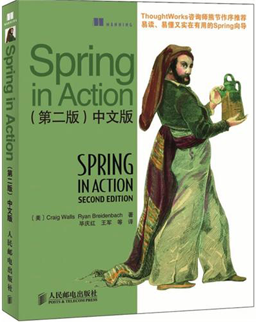 ThoughtWorks咨询师熊节作序推荐
易读、易懂又实在有用的Spring向导
Spring
in Action
（第二版）中文版
SPRING
IN ACTION
SECOND EDITION
[美] Craig Walls Ryan Breidenbach 著
毕庆红 王军 等 译
人民邮电出版社
POSTS & TELECOM PRESS
Spring in Action
（第二版）中文版
人民邮电出版社